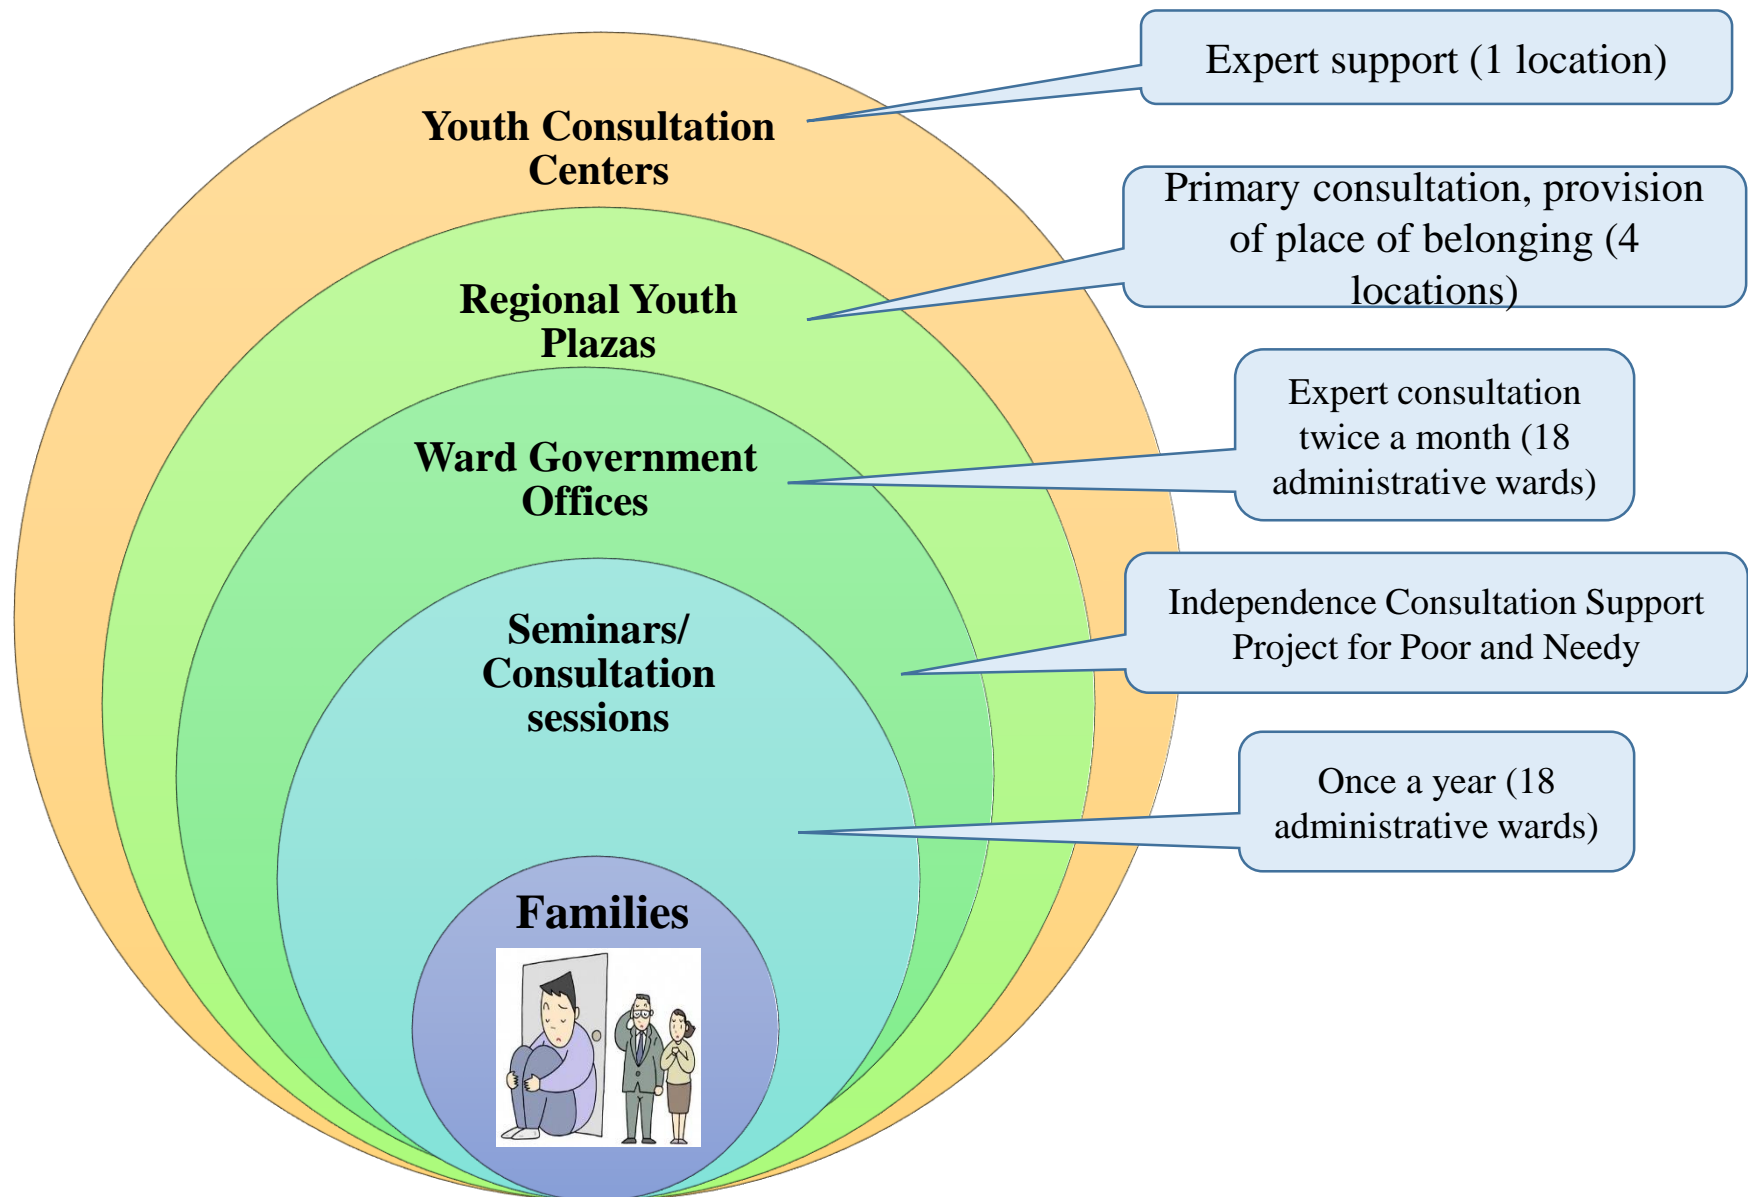 Youth Consultation
Centers
Expert support (1 location)
Regional Youth
Plazas
Primary consultation, provision
of place of belonging (4
locations)
Ward Government
Offices
Expert consultation
twice a month (18
administrative wards)
Seminars/
Consultation
sessions
Independence Consultation Support
Project for Poor and Needy
Once a year (18
administrative wards)
Families